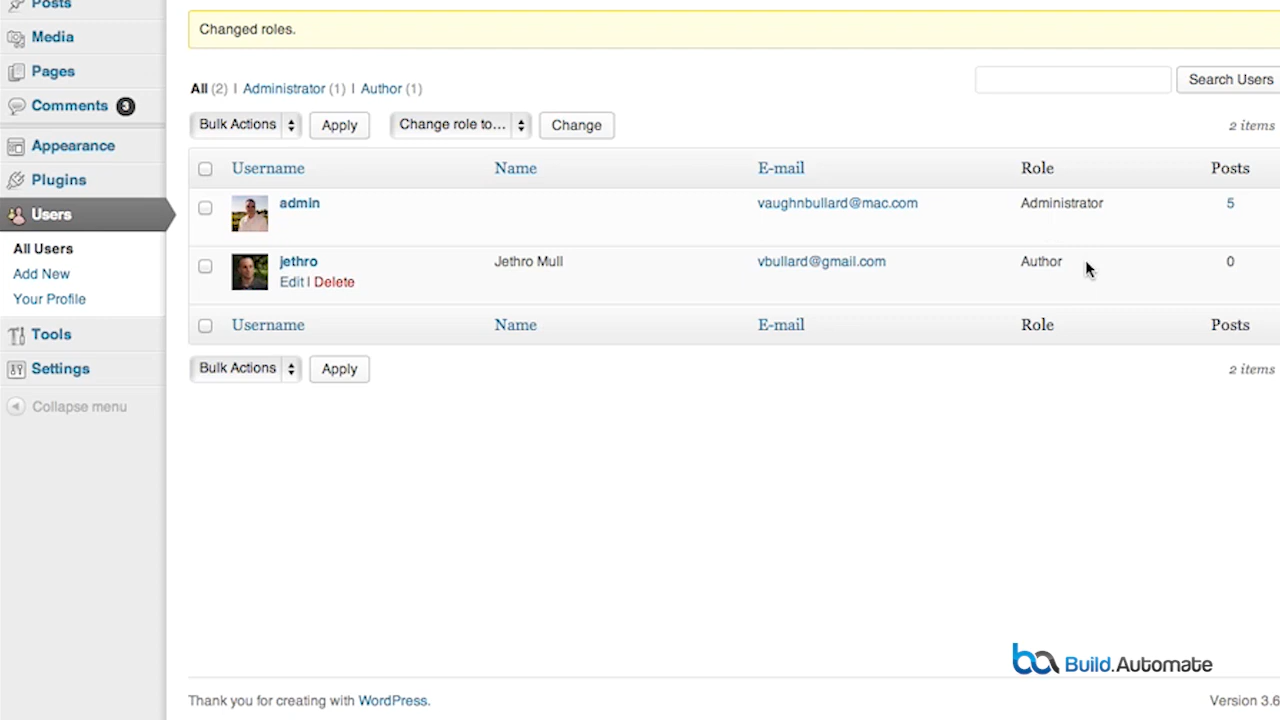 Posts
Media
Pages
Comments 3
Appearance
Plugins
Users
All Users
Add New
Your Profile
Tools
Settings
Collapse menu
Changed roles.
All (2) | Administrator (1) | Author (1)
Search Users
Bulk Actions Apply Change role to... Change 2 items
Username Name E-mail Role Posts
admin vaughnbullard@mac.com Administrator 5
jethro Jethro Mull vbullard@gmail.com Author 0
Edit | Delete
Username Name E-mail Role Posts
Bulk Actions Apply 2 items
ba Build.Automate
Thank you for creating with WordPress. Version 3.6